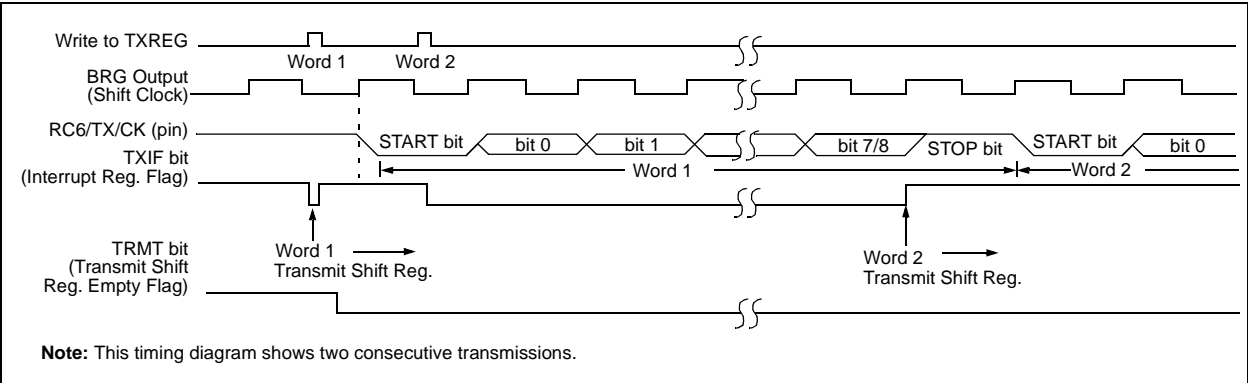 Write to TXREG
Word 1
Word 2
BRG Output
(Shift Clock)
RC6/TX/CK (pin)
START bit
bit 0
bit 1
bit 7/8
STOP bit
START bit
bit 0
TXIF bit
(Interrupt Reg. Flag)
Word 1
Word 2
TRMT bit
(Transmit Shift
Reg. Empty Flag)
Word 1
Transmit Shift Reg.
Word 2
Transmit Shift Reg.
Note: This timing diagram shows two consecutive transmissions.